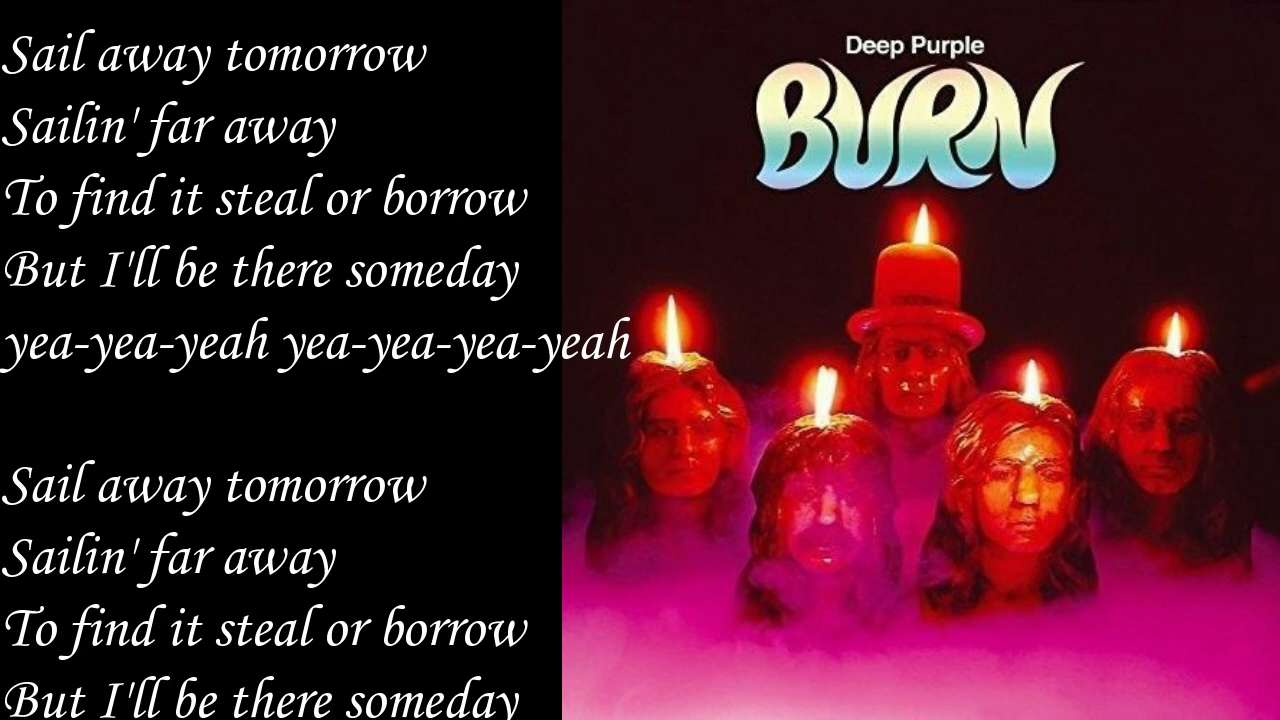 Sail away tomorrow
Sailin' far away
To find it steal or borrow
But I'll be there someday
yea-yea-yeah yea-yea-yea-yeah
Sail away tomorrow
Sailin' far away
To find it steal or borrow
But I'll be there someday
Deep Purple
BURN